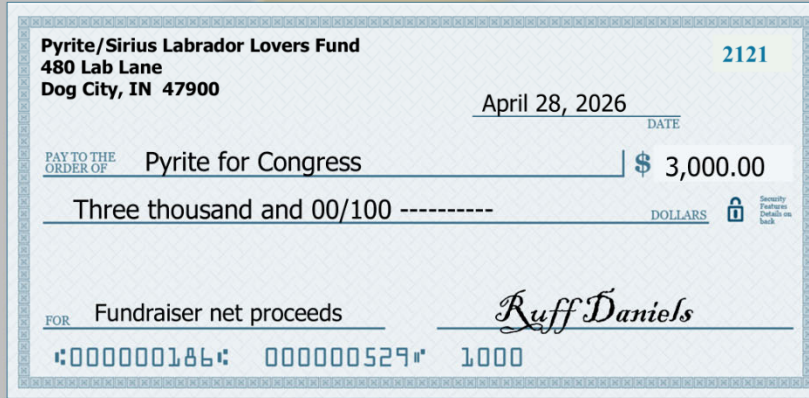 Pyrite/Sirius Labrador Lovers Fund
480 Lab Lane
Dog City, IN 47900
2121
April 28, 2026
DATE
PAY TO THE
ORDER OF Pyrite for Congress $ 3,000.00
Three thousand and 00/100 ---------- DOLLARS
Security
Features
Details on
back
FOR Fundraiser net proceeds Ruff Daniels
⑆000000186⑆ 000000529⑈ 1000